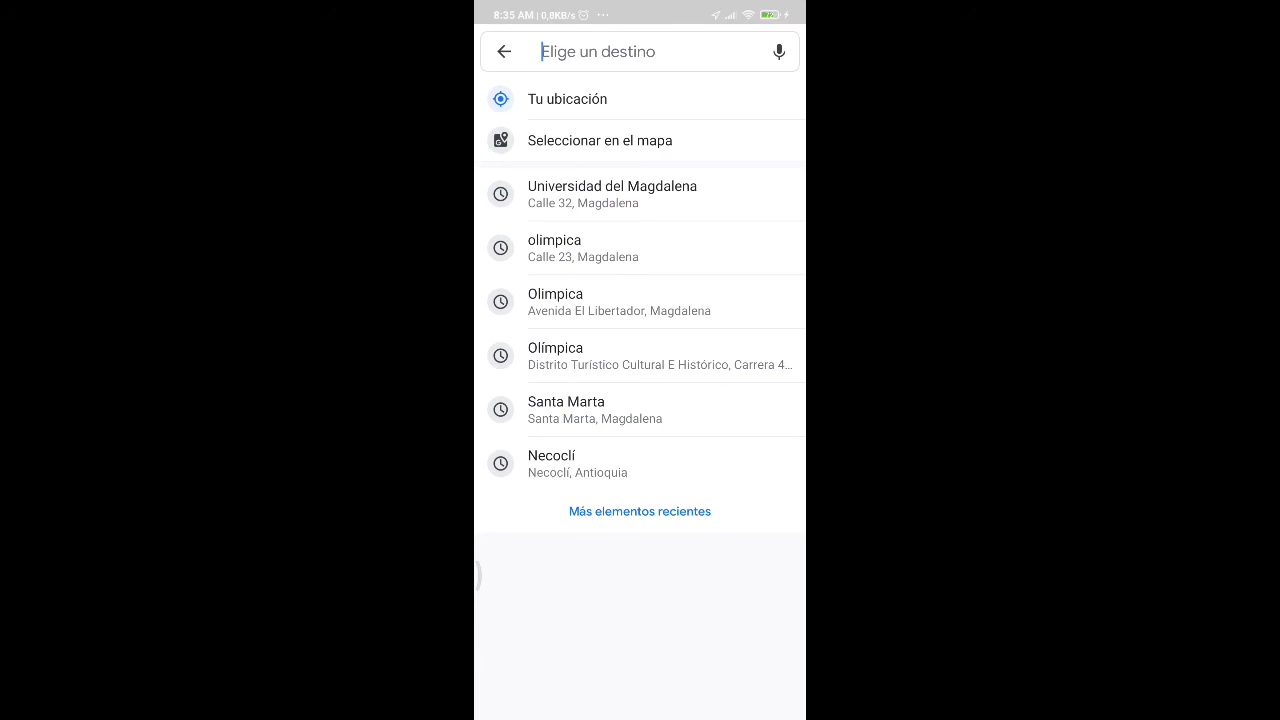 8:35 AM | 0,8KB/s ...
Elige un destino
Tu ubicación
Seleccionar en el mapa
Universidad del Magdalena
Calle 32, Magdalena
olimpica
Calle 23, Magdalena
Olimpica
Avenida El Libertador, Magdalena
Olímpica
Distrito Turístico Cultural E Histórico, Carrera 4...
Santa Marta
Santa Marta, Magdalena
Necoclí
Necoclí, Antioquia
Más elementos recientes